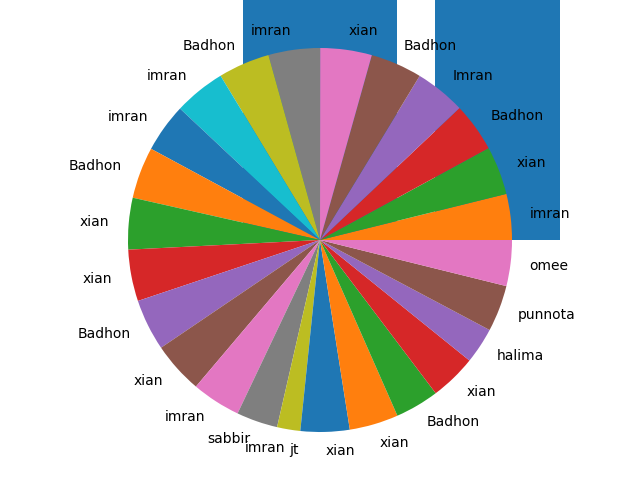 imran
xian
Badhon
Badhon
imran
Imran
imran
Badhon
Badhon
xian
xian
imran
xian
omee
punnota
Badhon
halima
xian
xian
imran
Badhon
sabbir
xian
imran
jt
xian